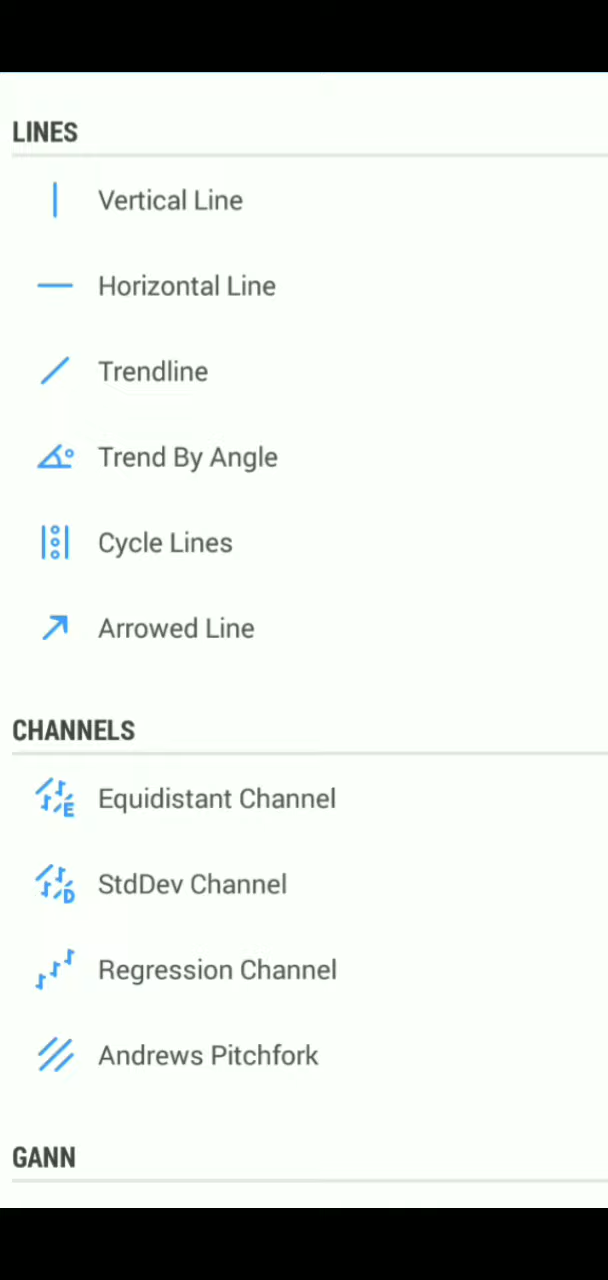 LINES
Vertical Line
Horizontal Line
Trendline
Trend By Angle
Cycle Lines
Arrowed Line
CHANNELS
Equidistant Channel
StdDev Channel
Regression Channel
Andrews Pitchfork
GANN